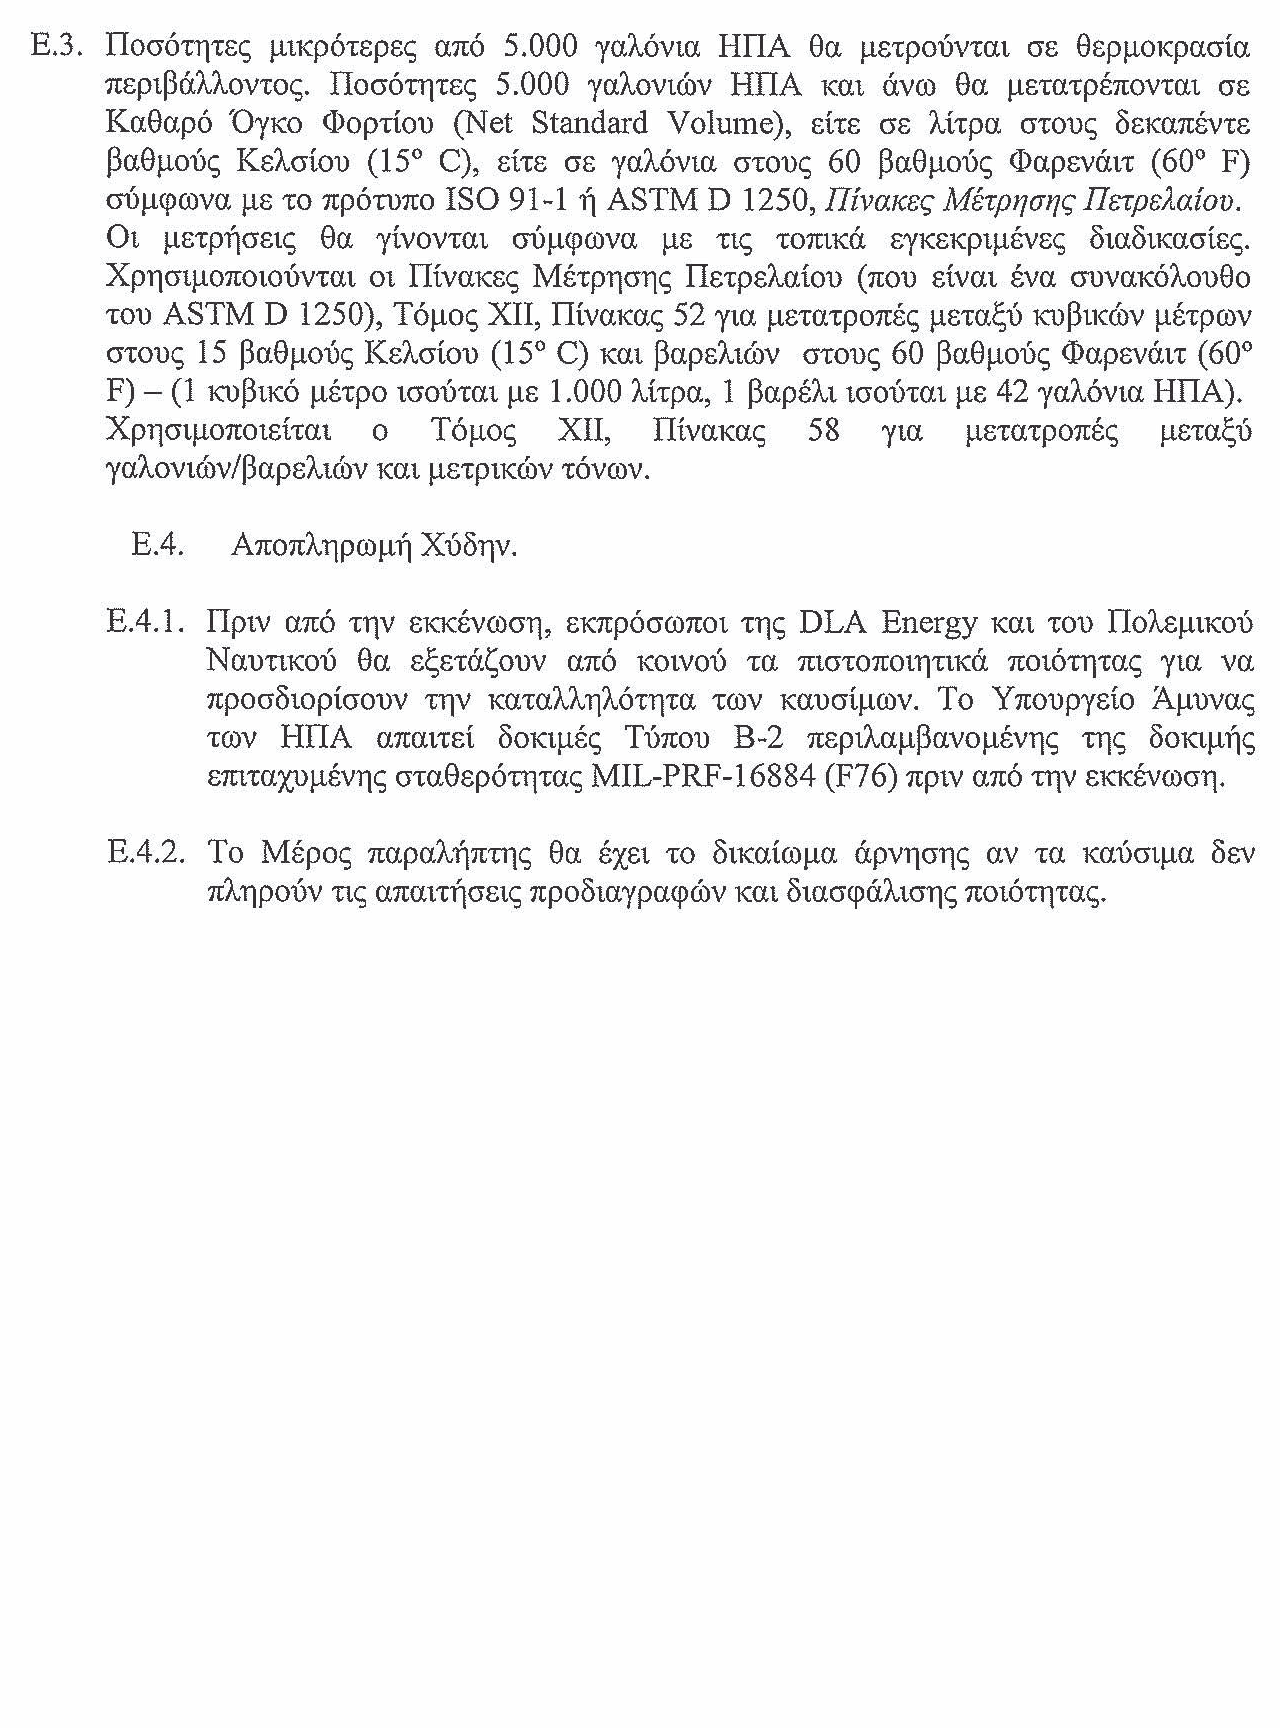 Ε.3. Ποσότητες μικρότερες από 5.000 γαλόνια ΗΠΑ θα μετρούνται σε θερμοκρασία
περιβάλλοντος. Ποσότητες 5.000 γαλονιών ΗΠΑ και άνω θα μετατρέπονται σε
Καθαρό Όγκο Φορτίου (Net Standard Volume), είτε σε λίτρα στους δεκαπέντε
βαθμούς Κελσίου (15° C), είτε σε γαλόνια στους 60 βαθμούς Φαρενάιτ (60° F)
σύμφωνα με το πρότυπο ISO 91-1 ή ASTM D 1250, Πίνακες Μέτρησης Πετρελαίου.
Οι μετρήσεις θα γίνονται σύμφωνα με τις τοπικά εγκεκριμένες διαδικασίες.
Χρησιμοποιούνται οι Πίνακες Μέτρησης Πετρελαίου (που είναι ένα συνακόλουθο
του ASTM D 1250), Τόμος XII, Πίνακας 52 για μετατροπές μεταξύ κυβικών μέτρων
στους 15 βαθμούς Κελσίου (15° C) και βαρελιών στους 60 βαθμούς Φαρενάιτ (60°
F) – (1 κυβικό μέτρο ισούται με 1.000 λίτρα, 1 βαρέλι ισούται με 42 γαλόνια ΗΠΑ).
Χρησιμοποιείται ο Τόμος XII, Πίνακας 58 για μετατροπές μεταξύ
γαλονιών/βαρελιών και μετρικών τόνων.
Ε.4. Αποπληρωμή Χύδην.
Ε.4.1. Πριν από την εκκένωση, εκπρόσωποι της DLA Energy και του Πολεμικού
Ναυτικού θα εξετάζουν από κοινού τα πιστοποιητικά ποιότητας για να
προσδιορίσουν την καταλληλότητα των καυσίμων. Το Υπουργείο Άμυνας
των ΗΠΑ απαιτεί δοκιμές Τύπου B-2 περιλαμβανομένης της δοκιμής
επιταχυμένης σταθερότητας MIL-PRF-16884 (F76) πριν από την εκκένωση.
Ε.4.2. Το Μέρος παραλήπτης θα έχει το δικαίωμα άρνησης αν τα καύσιμα δεν
πληρούν τις απαιτήσεις προδιαγραφών και διασφάλισης ποιότητας.